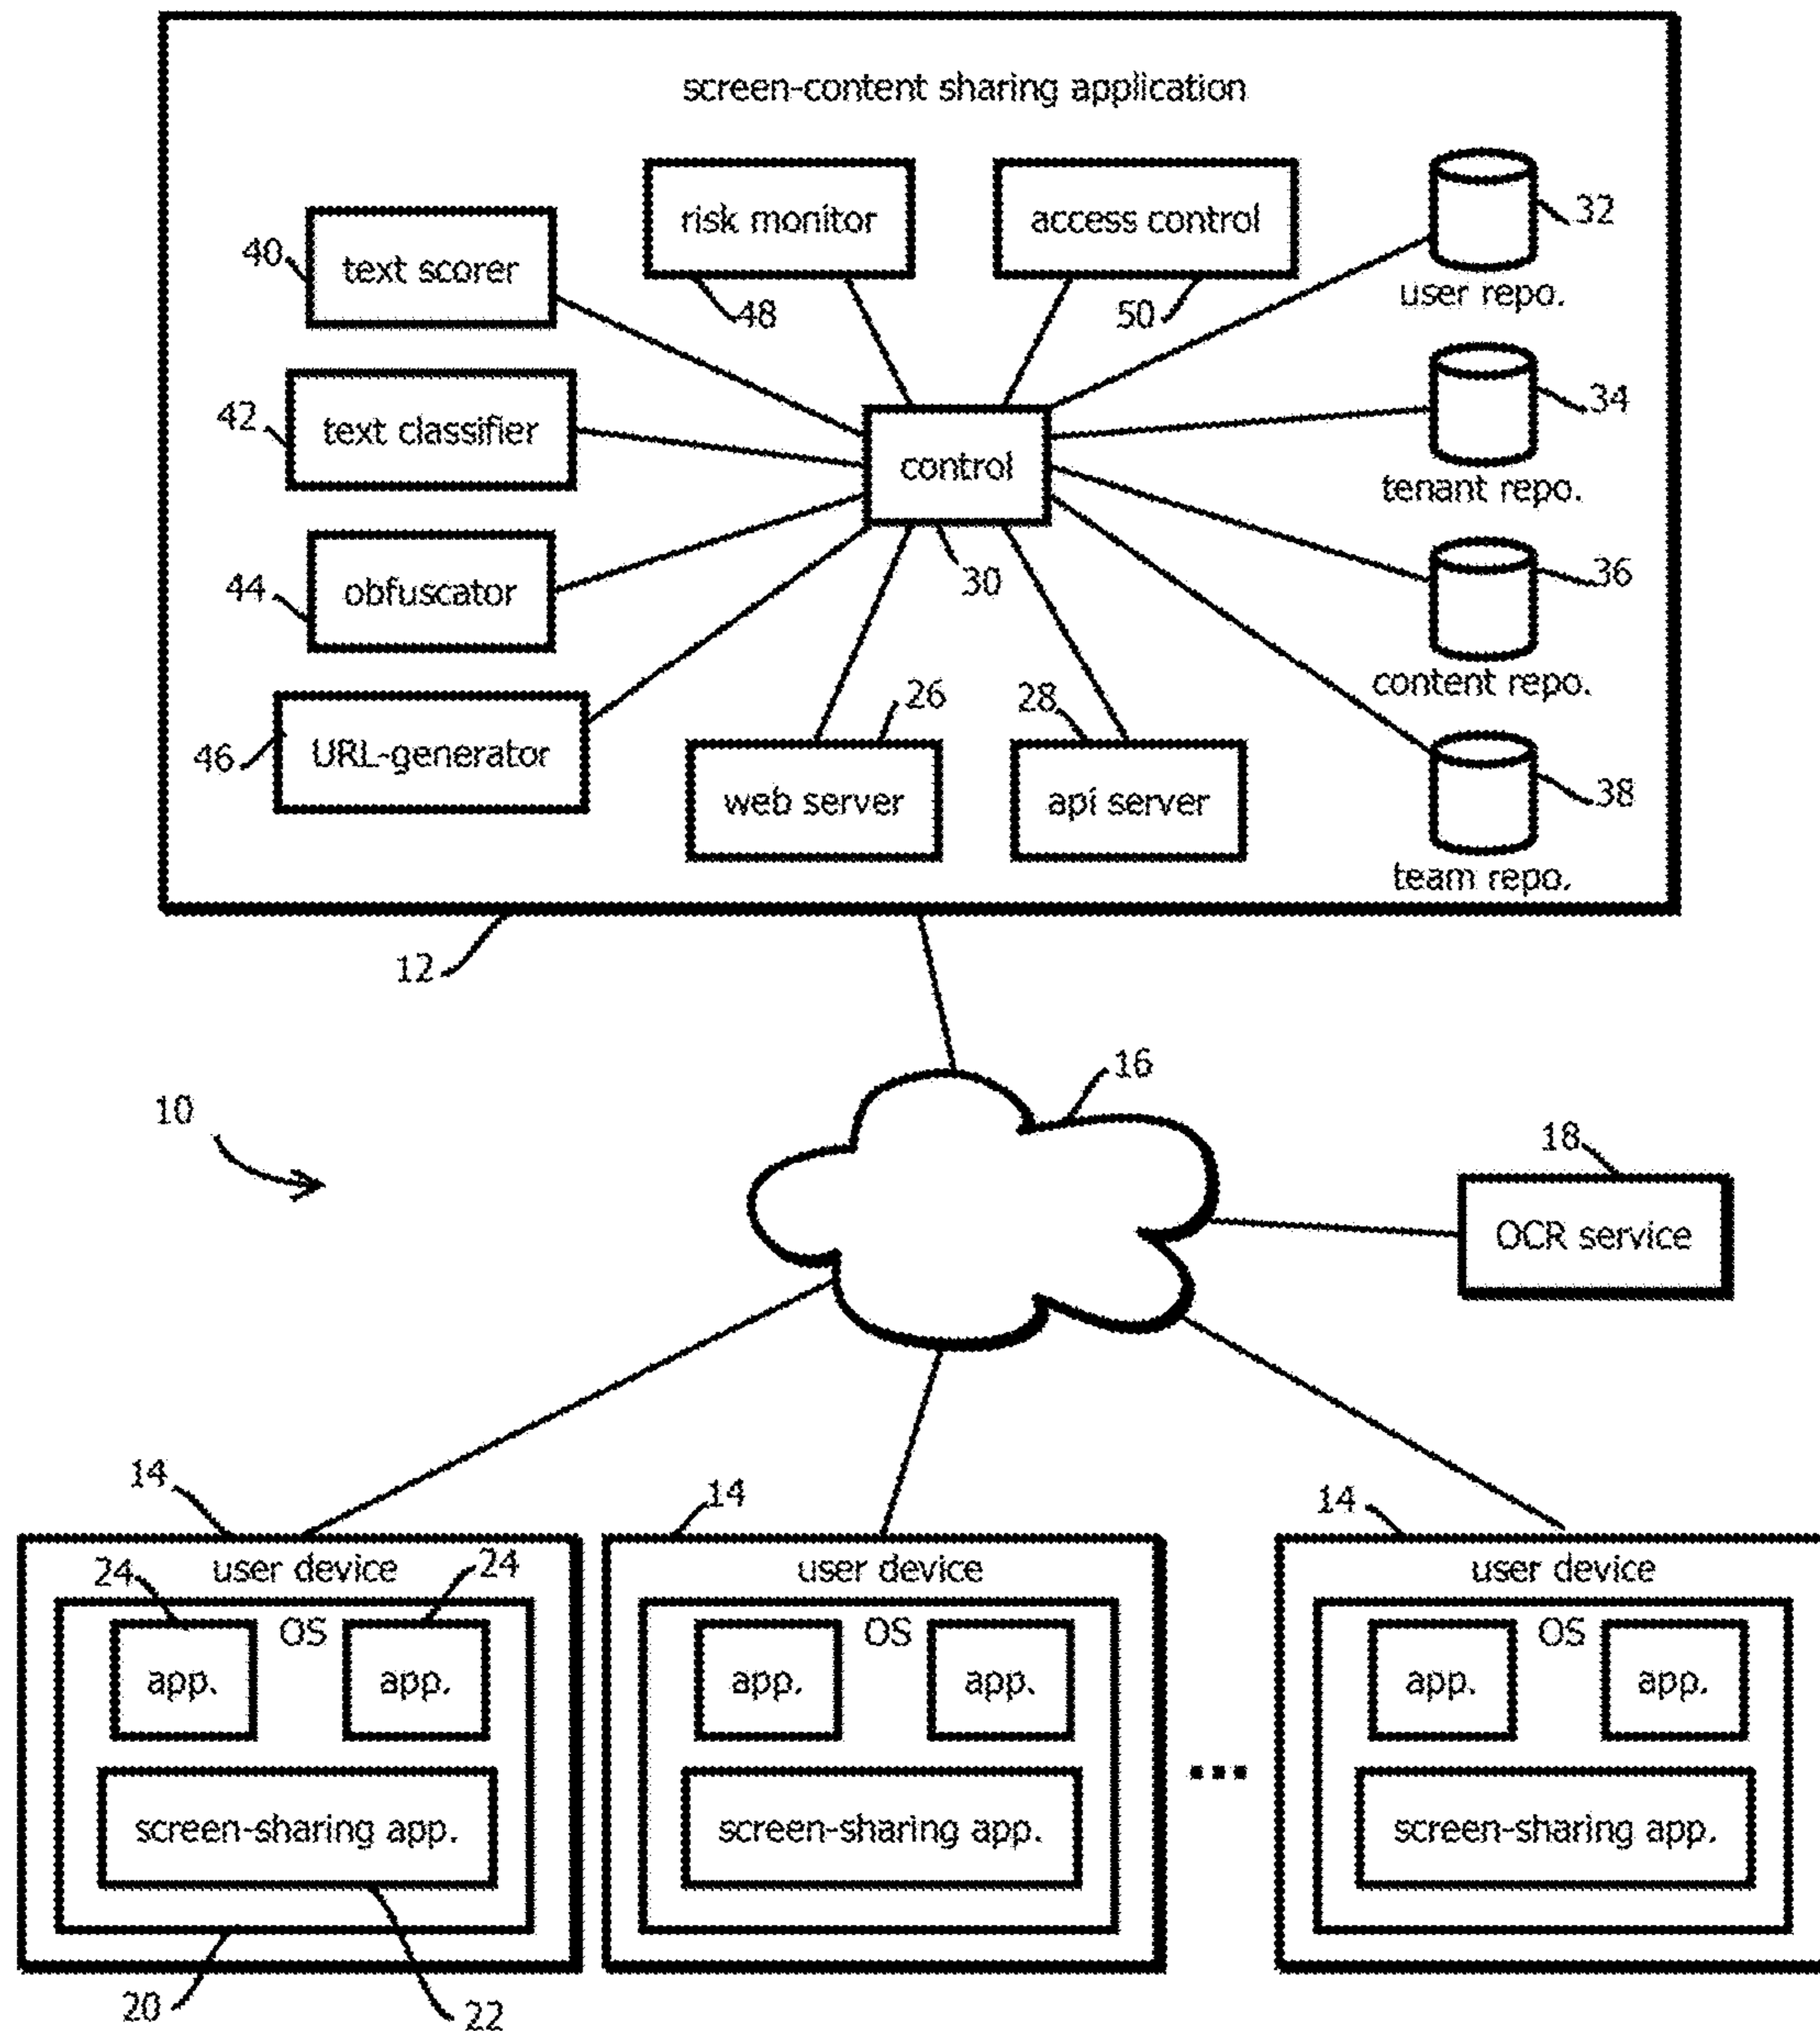 screen-content sharing application
risk monitor
access control
32
40
text scorer
48
50
user repo.
42
text classifier
control
34
tenant repo.
44
obfuscator
30
36
content repo.
46
URL-generator
26
28
web server
api server
38
team repo.
12
16
10
18
OCR service
14
14
14
user device
user device
user device
24
24
OS
OS
OS
app.
app.
app.
app.
app.
app.
screen-sharing app.
screen-sharing app.
screen-sharing app.
20
22